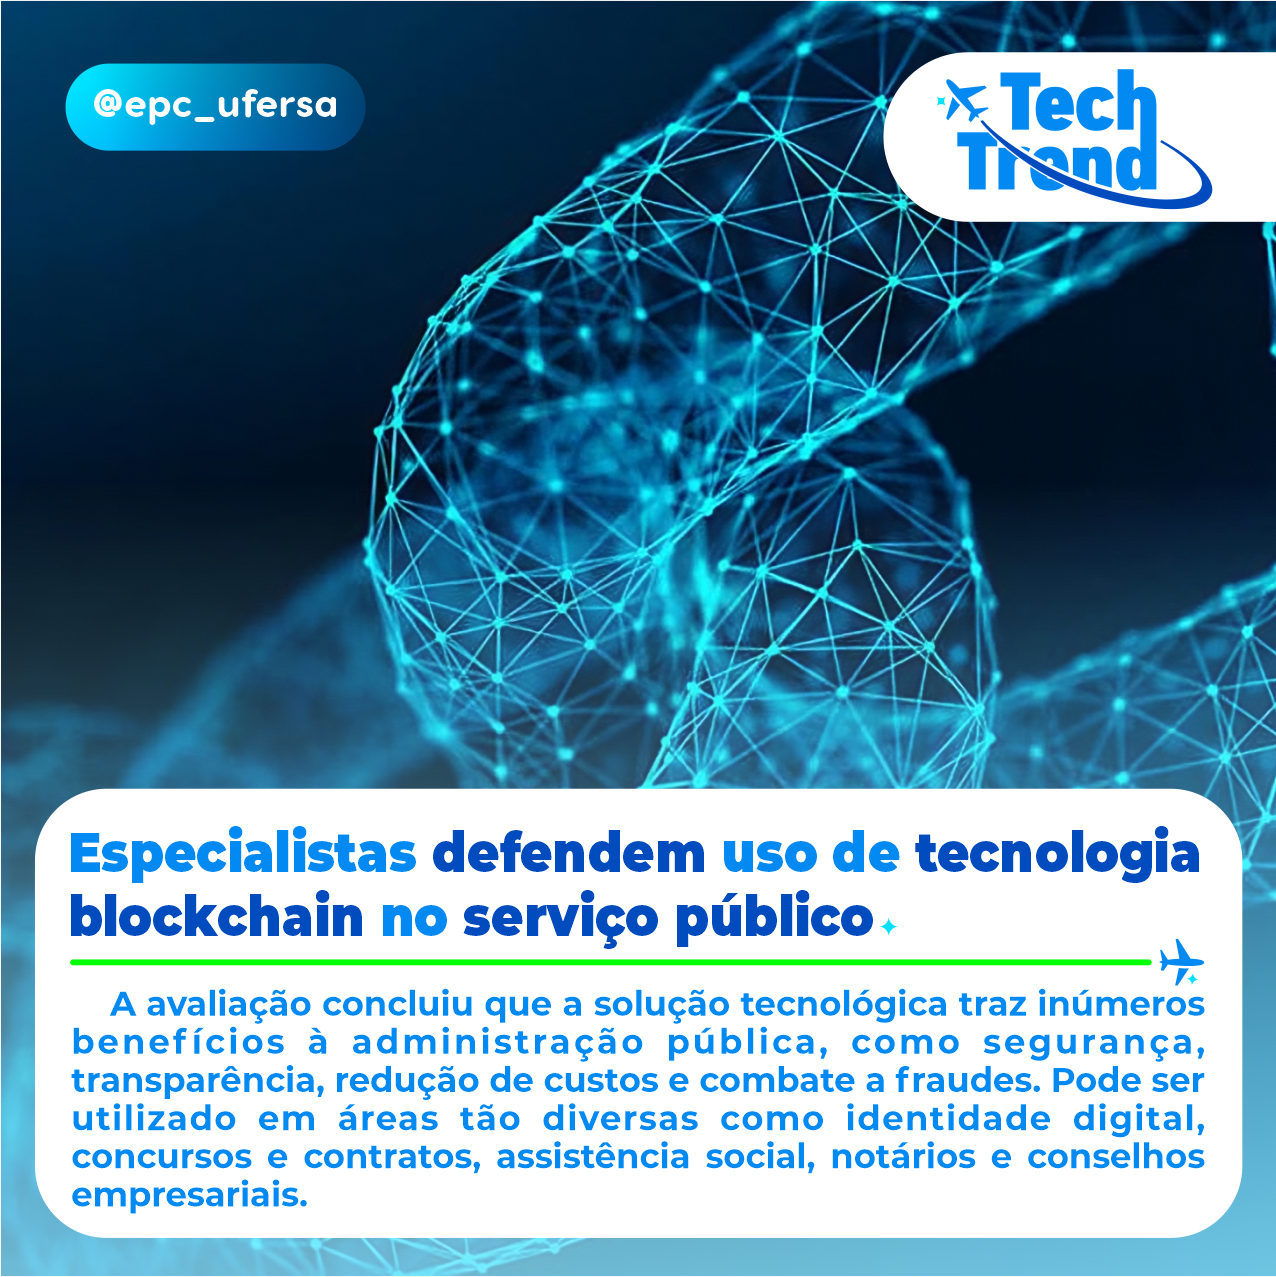 @epc_ufersa
Tech
Trend
Especialistas defendem uso de tecnologia
blockchain no serviço público
A avaliação concluiu que a solução tecnológica traz inúmeros
benefícios à administração pública, como segurança,
transparência, redução de custos e combate a fraudes. Pode ser
utilizado em áreas tão diversas como identidade digital,
concursos e contratos, assistência social, notários e conselhos
empresariais.